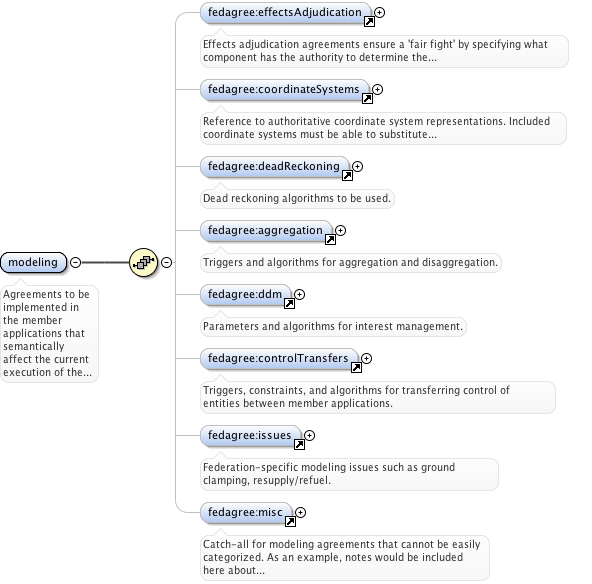 modeling
Agreements to be
implemented in
the member
applications that
semantically
affect the current
execution of the...
fedagree:effectsAdjudication
Effects adjudication agreements ensure a 'fair fight' by specifying what
component has the authority to determine the...
fedagree:coordinateSystems
Reference to authoritative coordinate system representations. Included
coordinate systems must be able to substitute...
fedagree:deadReckoning
Dead reckoning algorithms to be used.
fedagree:aggregation
Triggers and algorithms for aggregation and disaggregation.
fedagree:ddm
Parameters and algorithms for interest management.
fedagree:controlTransfers
Triggers, constraints, and algorithms for transferring control of
entities between member applications.
fedagree:issues
Federation-specific modeling issues such as ground
clamping, resupply/refuel.
fedagree:misc
Catch-all for modeling agreements that cannot be easily
categorized. As an example, notes would be included
here about...